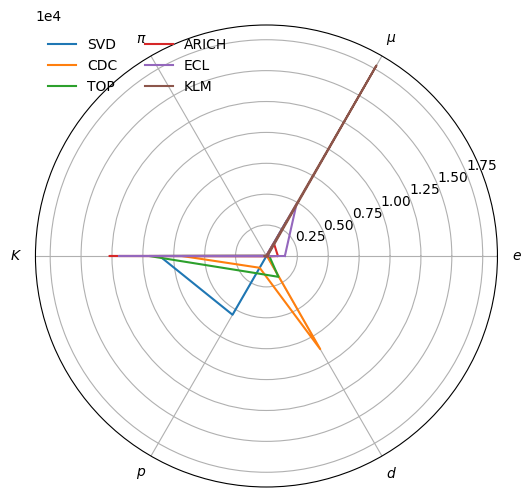 1e4
SVD
CDC
TOP
ARICH
ECL
KLM
π
μ
K
e
p
d
0.25
0.50
0.75
1.00
1.25
1.50
1.75